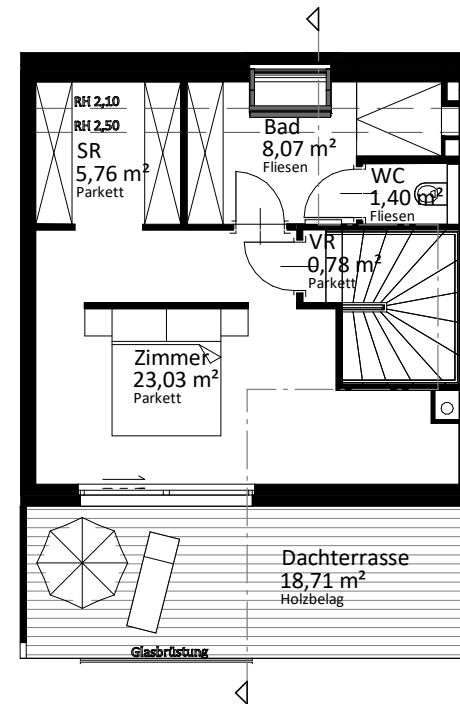 RH 2,10
RH 2,50
SR
5,76 m²
Parkett
Bad
8,07 m²
Fliesen
WC
1,40 m²
Fliesen
VR
0,78 m²
Parkett
Zimmer
23,03 m²
Parkett
Dachterrasse
18,71 m²
Holzbelag
Glasbrüstung